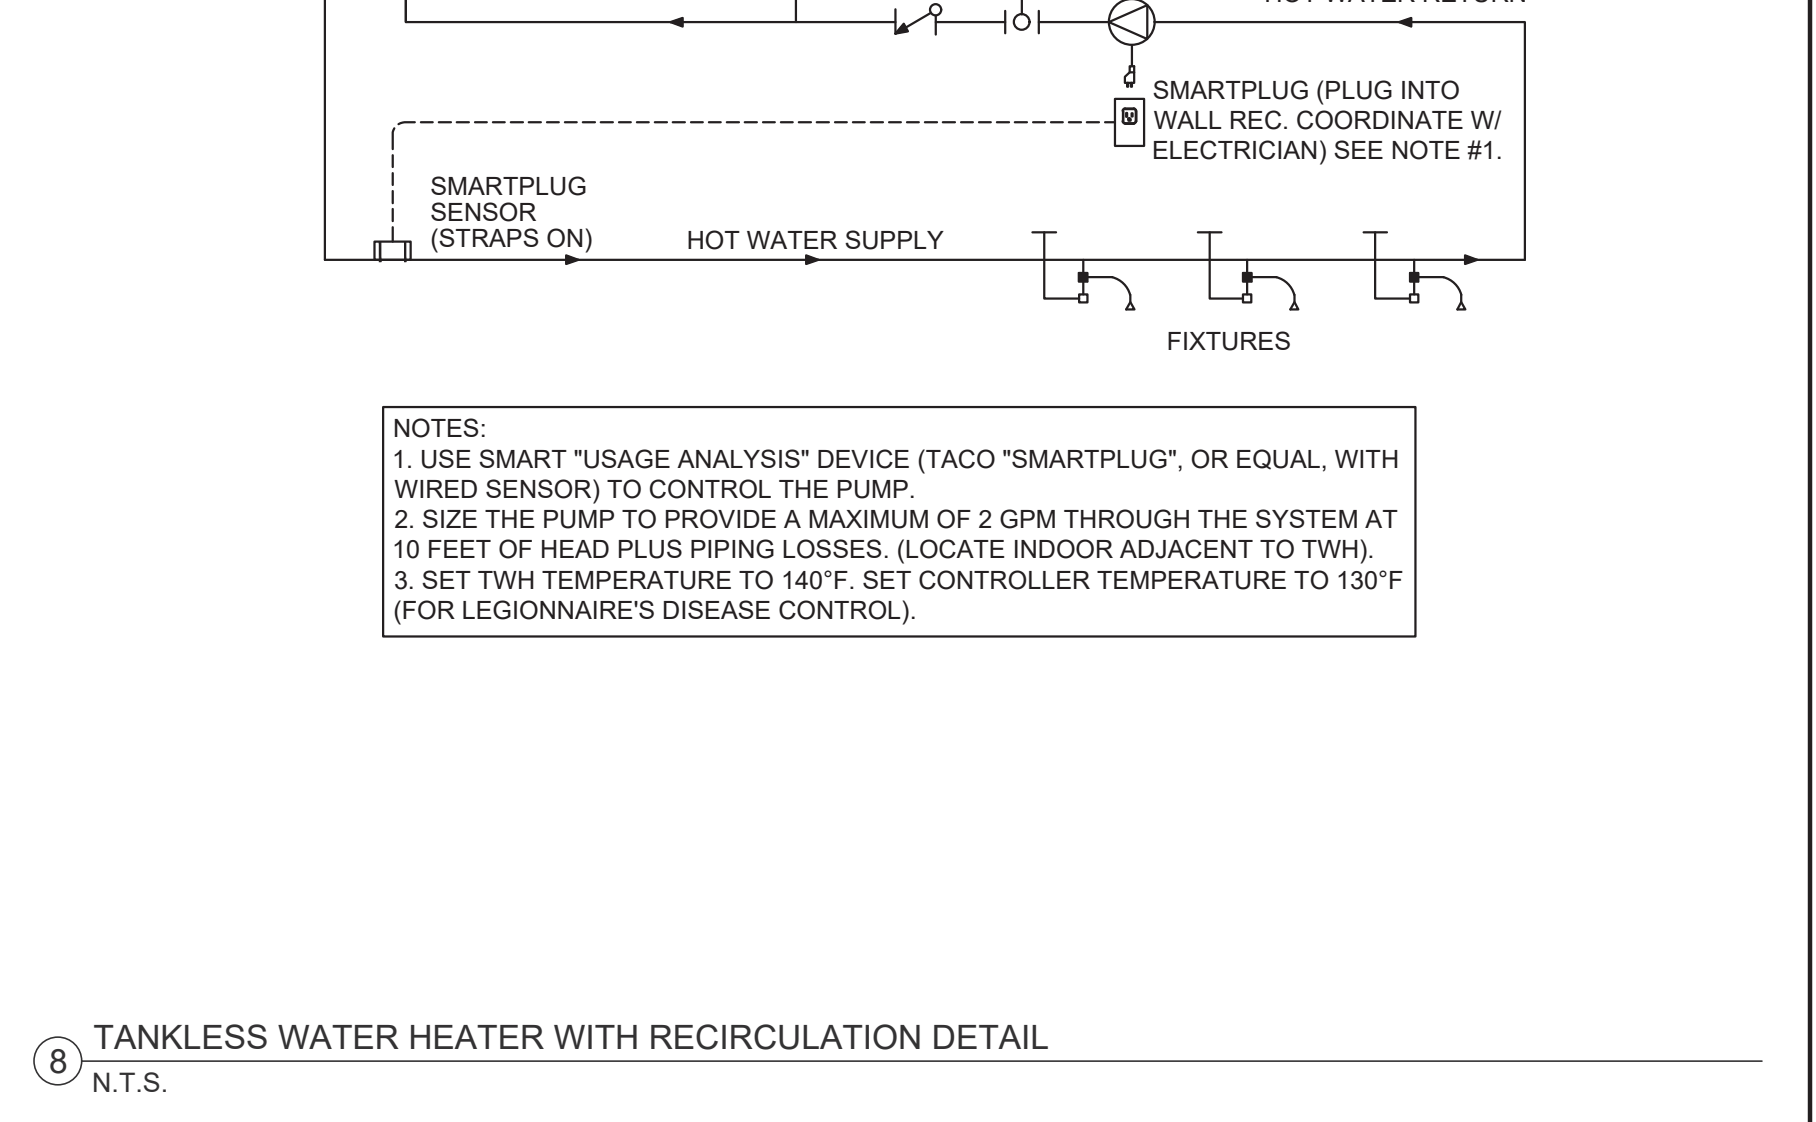 HOT WATER RETURN
SMARTPLUG (PLUG INTO
WALL REC. COORDINATE W/
ELECTRICIAN) SEE NOTE #1.
SMARTPLUG
SENSOR
(STRAPS ON)
HOT WATER SUPPLY
FIXTURES
NOTES:
1. USE SMART "USAGE ANALYSIS" DEVICE (TACO "SMARTPLUG", OR EQUAL, WITH
WIRED SENSOR) TO CONTROL THE PUMP.
2. SIZE THE PUMP TO PROVIDE A MAXIMUM OF 2 GPM THROUGH THE SYSTEM AT
10 FEET OF HEAD PLUS PIPING LOSSES. (LOCATE INDOOR ADJACENT TO TWH).
3. SET TWH TEMPERATURE TO 140°F. SET CONTROLLER TEMPERATURE TO 130°F
(FOR LEGIONNAIRE'S DISEASE CONTROL).
8
TANKLESS WATER HEATER WITH RECIRCULATION DETAIL
N.T.S.